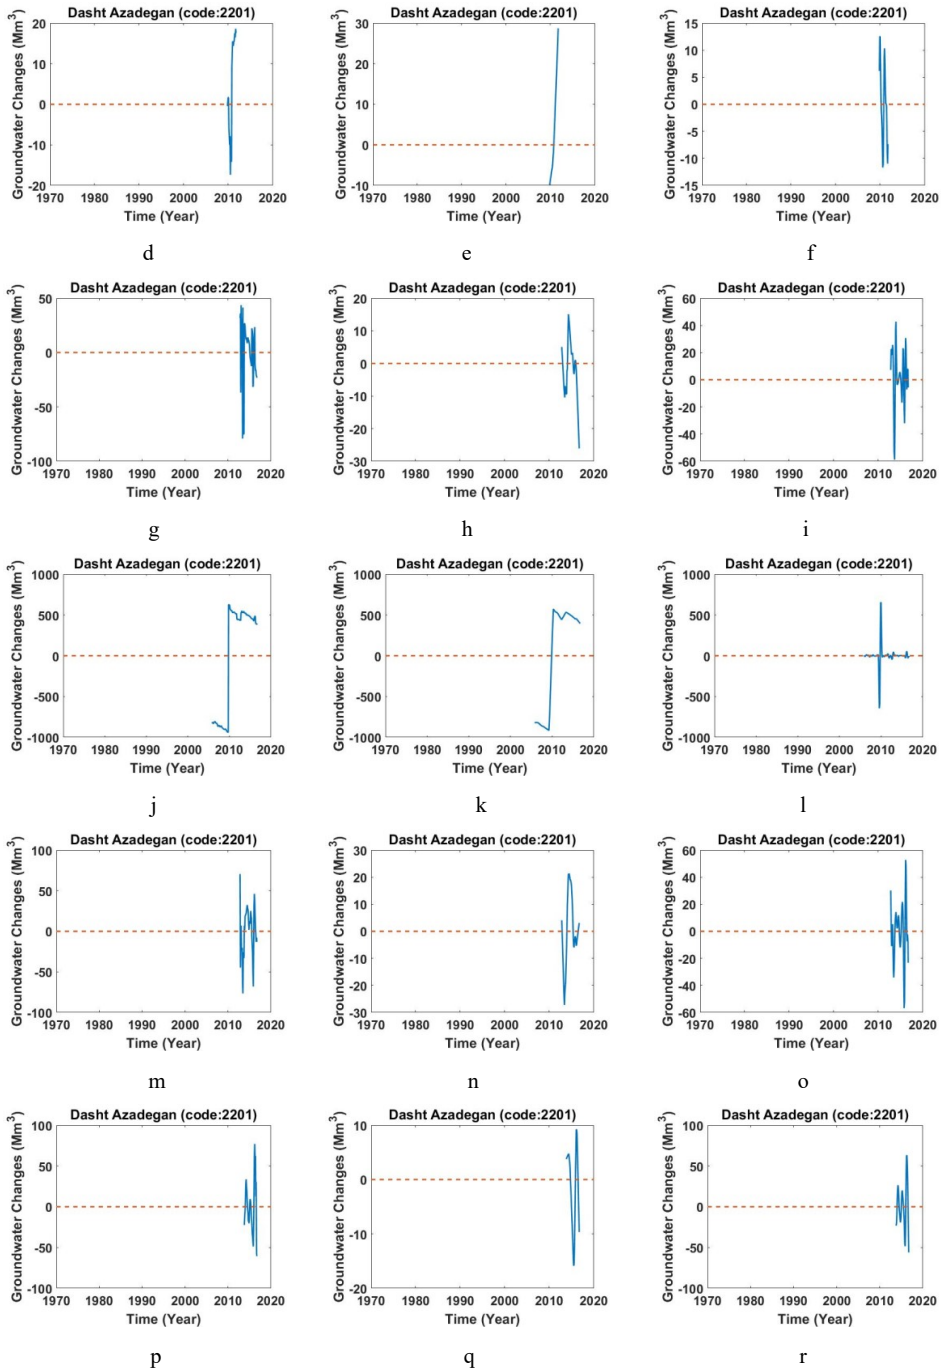 Dasht Azadegan (code:2201) Dasht Azadegan (code:2201) Dasht Azadegan (code:2201)
Groundwater Changes (Mm³) Groundwater Changes (Mm³) Groundwater Changes (Mm³)
20 30 15
10 20 10
5
0 10 0
-10 0 -5
-10
-20 -10 -15
1970 1980 1990 2000 2010 2020 1970 1980 1990 2000 2010 2020 1970 1980 1990 2000 2010 2020
Time (Year) Time (Year) Time (Year)
d e f
Dasht Azadegan (code:2201) Dasht Azadegan (code:2201) Dasht Azadegan (code:2201)
Groundwater Changes (Mm³) Groundwater Changes (Mm³) Groundwater Changes (Mm³)
50 20 60
10 40
0 0 20
-10 0
-50 -20 -20
-40
-100 -30 -60
1970 1980 1990 2000 2010 2020 1970 1980 1990 2000 2010 2020 1970 1980 1990 2000 2010 2020
Time (Year) Time (Year) Time (Year)
g h i
Dasht Azadegan (code:2201) Dasht Azadegan (code:2201) Dasht Azadegan (code:2201)
Groundwater Changes (Mm³) Groundwater Changes (Mm³) Groundwater Changes (Mm³)
1000 1000 1000
500 500 500
0 0 0
-500 -500 -500
-1000 -1000 -1000
1970 1980 1990 2000 2010 2020 1970 1980 1990 2000 2010 2020 1970 1980 1990 2000 2010 2020
Time (Year) Time (Year) Time (Year)
j k l
Dasht Azadegan (code:2201) Dasht Azadegan (code:2201) Dasht Azadegan (code:2201)
Groundwater Changes (Mm³) Groundwater Changes (Mm³) Groundwater Changes (Mm³)
100 30 60
20 40
50 10 20
0 0 0
-50 -10 -20
-20 -40
-100 -30 -60
1970 1980 1990 2000 2010 2020 1970 1980 1990 2000 2010 2020 1970 1980 1990 2000 2010 2020
Time (Year) Time (Year) Time (Year)
m n o
Dasht Azadegan (code:2201) Dasht Azadegan (code:2201) Dasht Azadegan (code:2201)
Groundwater Changes (Mm³) Groundwater Changes (Mm³) Groundwater Changes (Mm³)
100 10 100
50 0 50
0 0
-50 -10 -50
-100 -20 -100
1970 1980 1990 2000 2010 2020 1970 1980 1990 2000 2010 2020 1970 1980 1990 2000 2010 2020
Time (Year) Time (Year) Time (Year)
p q r